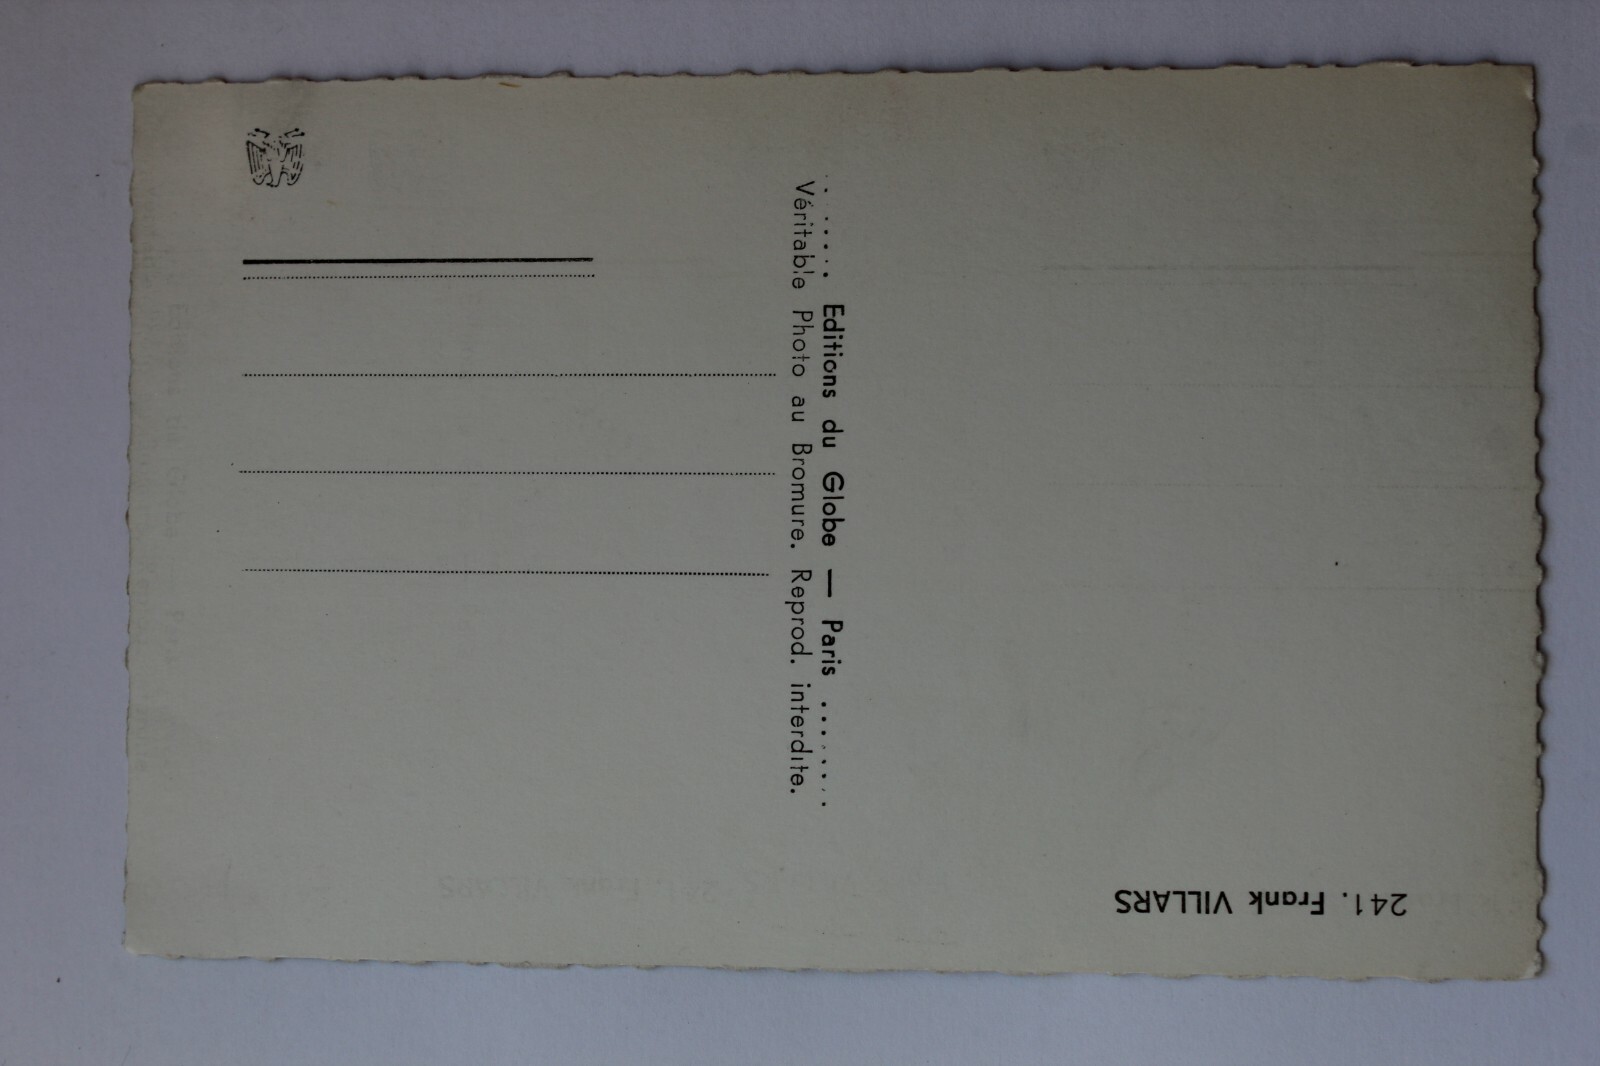 241. Frank VILLARS
Editions du Globe — Paris
Véritable Photo au Bromure. Reprod. interdite.